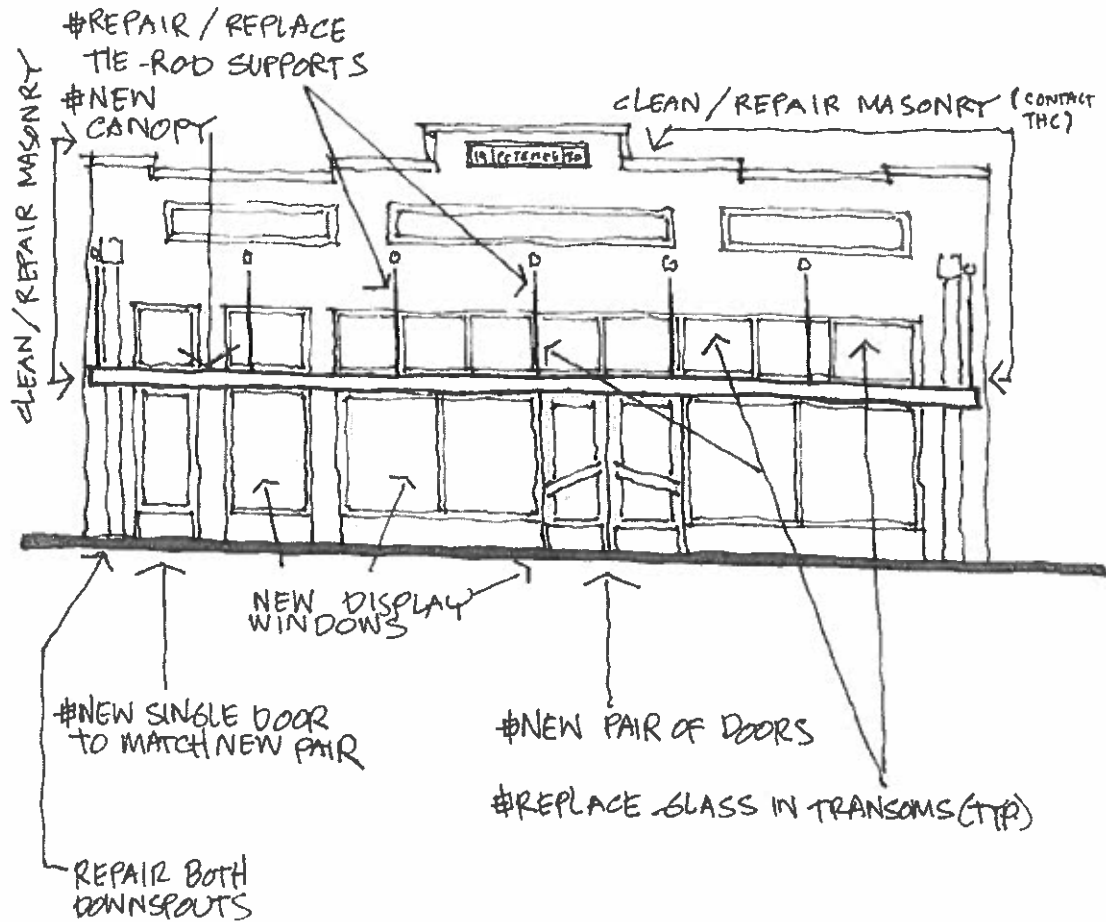 #REPAIR / REPLACE
TIE-ROD SUPPORTS
#NEW
CANOPY
CLEAN/REPAIR MASONRY
CLEAN/REPAIR MASONRY (CONTACT
THC)
19
NEW DISPLAY
WINDOWS
#NEW SINGLE DOOR
TO MATCH NEW PAIR
#NEW PAIR OF DOORS
#REPLACE GLASS IN TRANSOMS (TYP.)
REPAIR BOTH
DOWNSPOUTS